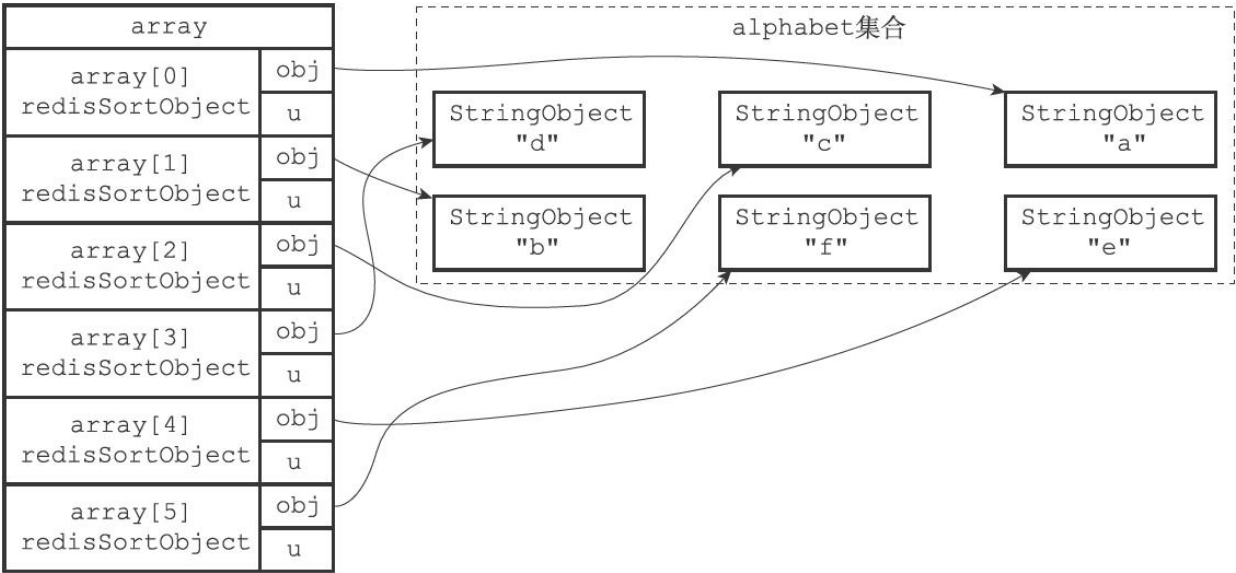 array
array[0]
redisSortObject
obj
u
array[1]
redisSortObject
obj
u
array[2]
redisSortObject
obj
u
array[3]
redisSortObject
obj
u
array[4]
redisSortObject
obj
u
array[5]
redisSortObject
obj
u
alphabet集合
StringObject
"d"
StringObject
"c"
StringObject
"a"
StringObject
"b"
StringObject
"f"
StringObject
"e"